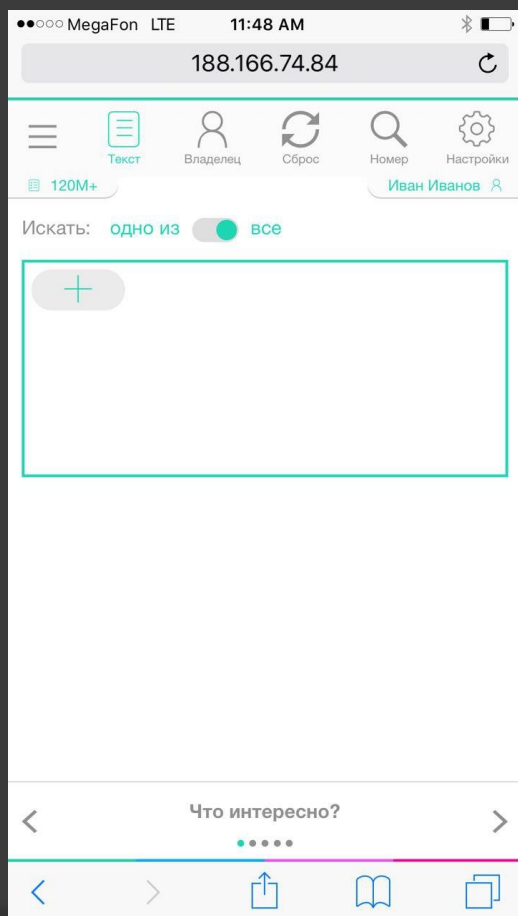 MegaFon LTE 11:48 AM
188.166.74.84
Текст Владелец Сброс Номер Настройки
120M+ Иван Иванов
Искать: одно из все
Что интересно?